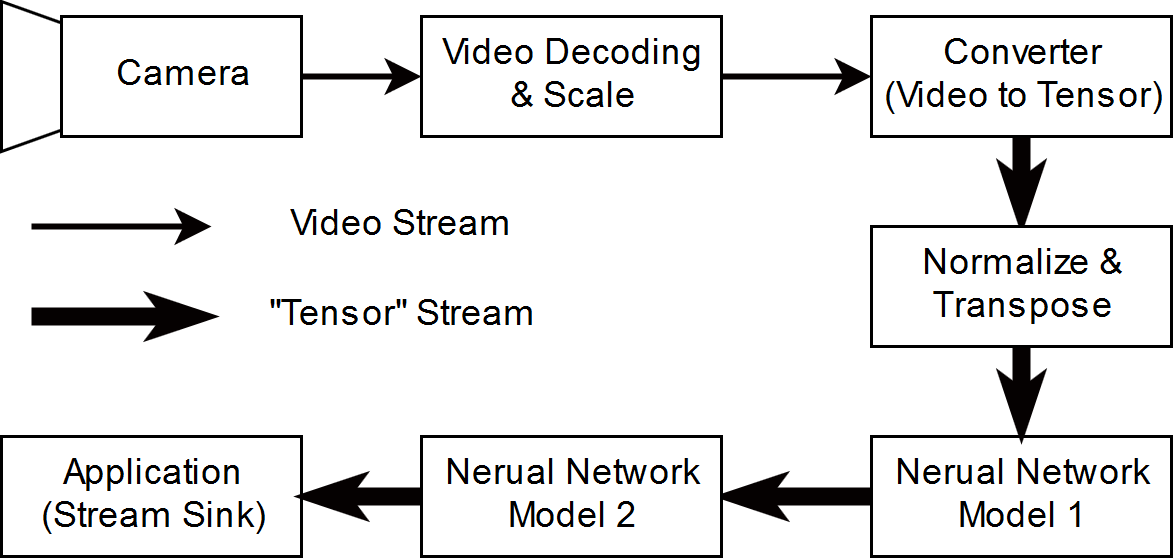 Camera
Video Decoding
& Scale
Converter
(Video to Tensor)
Video Stream
"Tensor" Stream
Normalize &
Transpose
Application
(Stream Sink)
Nerual Network
Model 2
Nerual Network
Model 1